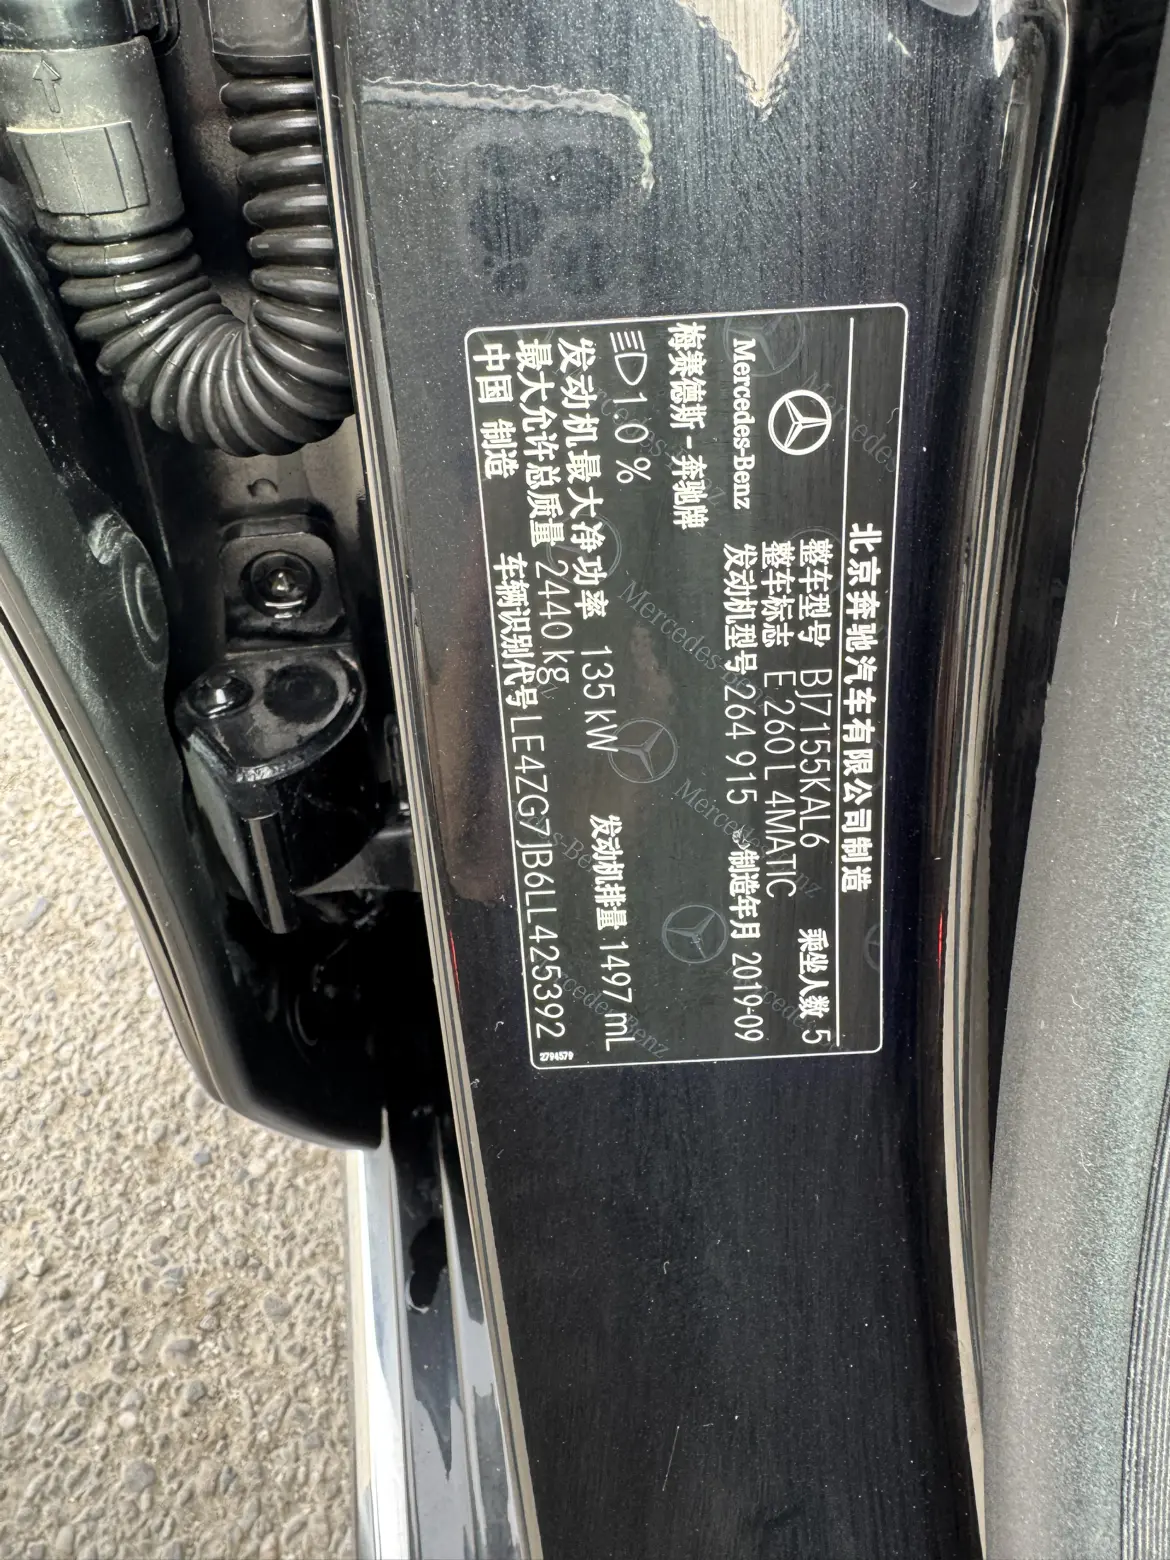 北京奔驰汽车有限公司制造
整车型号 BJ7155KAL6 乘坐人数 5
整车标志 E 260 L 4MATIC
Mercedes-Benz
发动机型号 264 915 制造年月 2019-09
梅赛德斯-奔驰牌
1.0%
发动机最大净功率 135 kW 发动机排量 1497 mL
最大允许总质量 2440 kg
中国 制造 车辆识别代号 LE4ZG7JB6LL425392
2794579